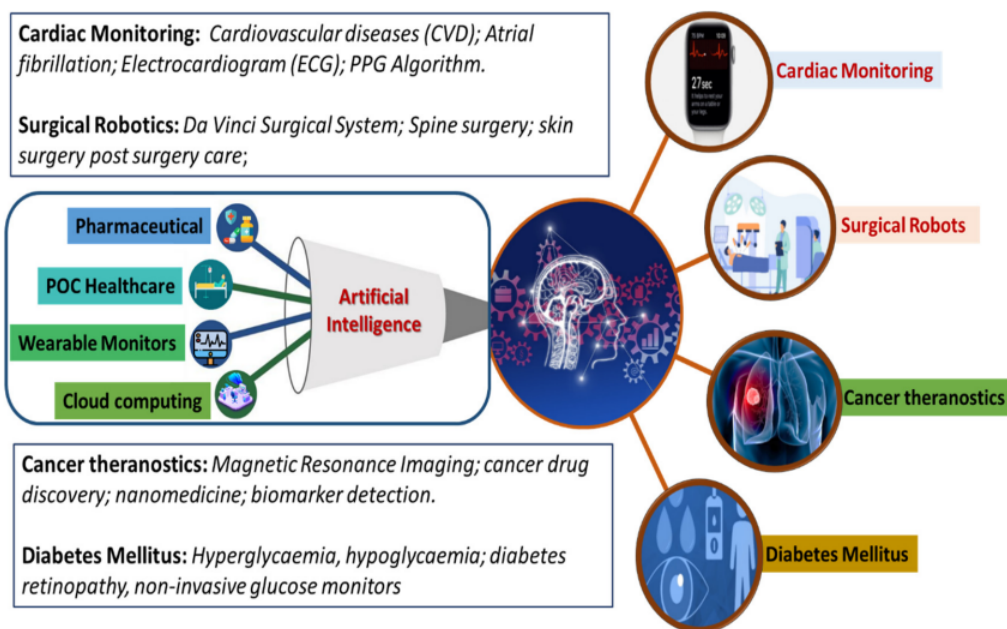 Cardiac Monitoring: Cardiovascular diseases (CVD); Atrial
fibrillation; Electrocardiogram (ECG); PPG Algorithm.
Surgical Robotics: Da Vinci Surgical System; Spine surgery; skin
surgery post surgery care;
Pharmaceutical
POC Healthcare
Wearable Monitors
Cloud computing
Artificial
Intelligence
Cancer theranostics: Magnetic Resonance Imaging; cancer drug
discovery; nanomedicine; biomarker detection.
Diabetes Mellitus: Hyperglycaemia, hypoglycaemia; diabetes
retinopathy, non-invasive glucose monitors
27 sec
Cardiac Monitoring
Surgical Robots
Cancer theranostics
Diabetes Mellitus